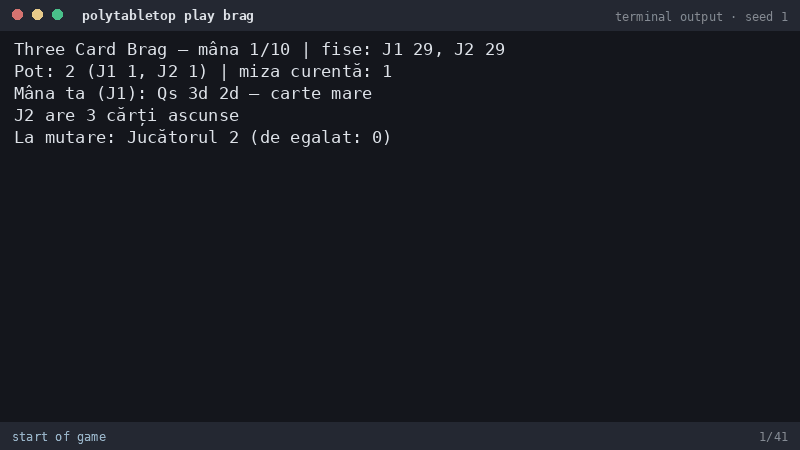 polytabletop play brag
terminal output · seed 1
Three Card Brag — mâna 1/10 | fise: J1 29, J2 29
Pot: 2 (J1 1, J2 1) | miza curentă: 1
Mâna ta (J1): Qs 3d 2d — carte mare
J2 are 3 cărți ascunse
La mutare: Jucătorul 2 (de egalat: 0)
start of game
1/41